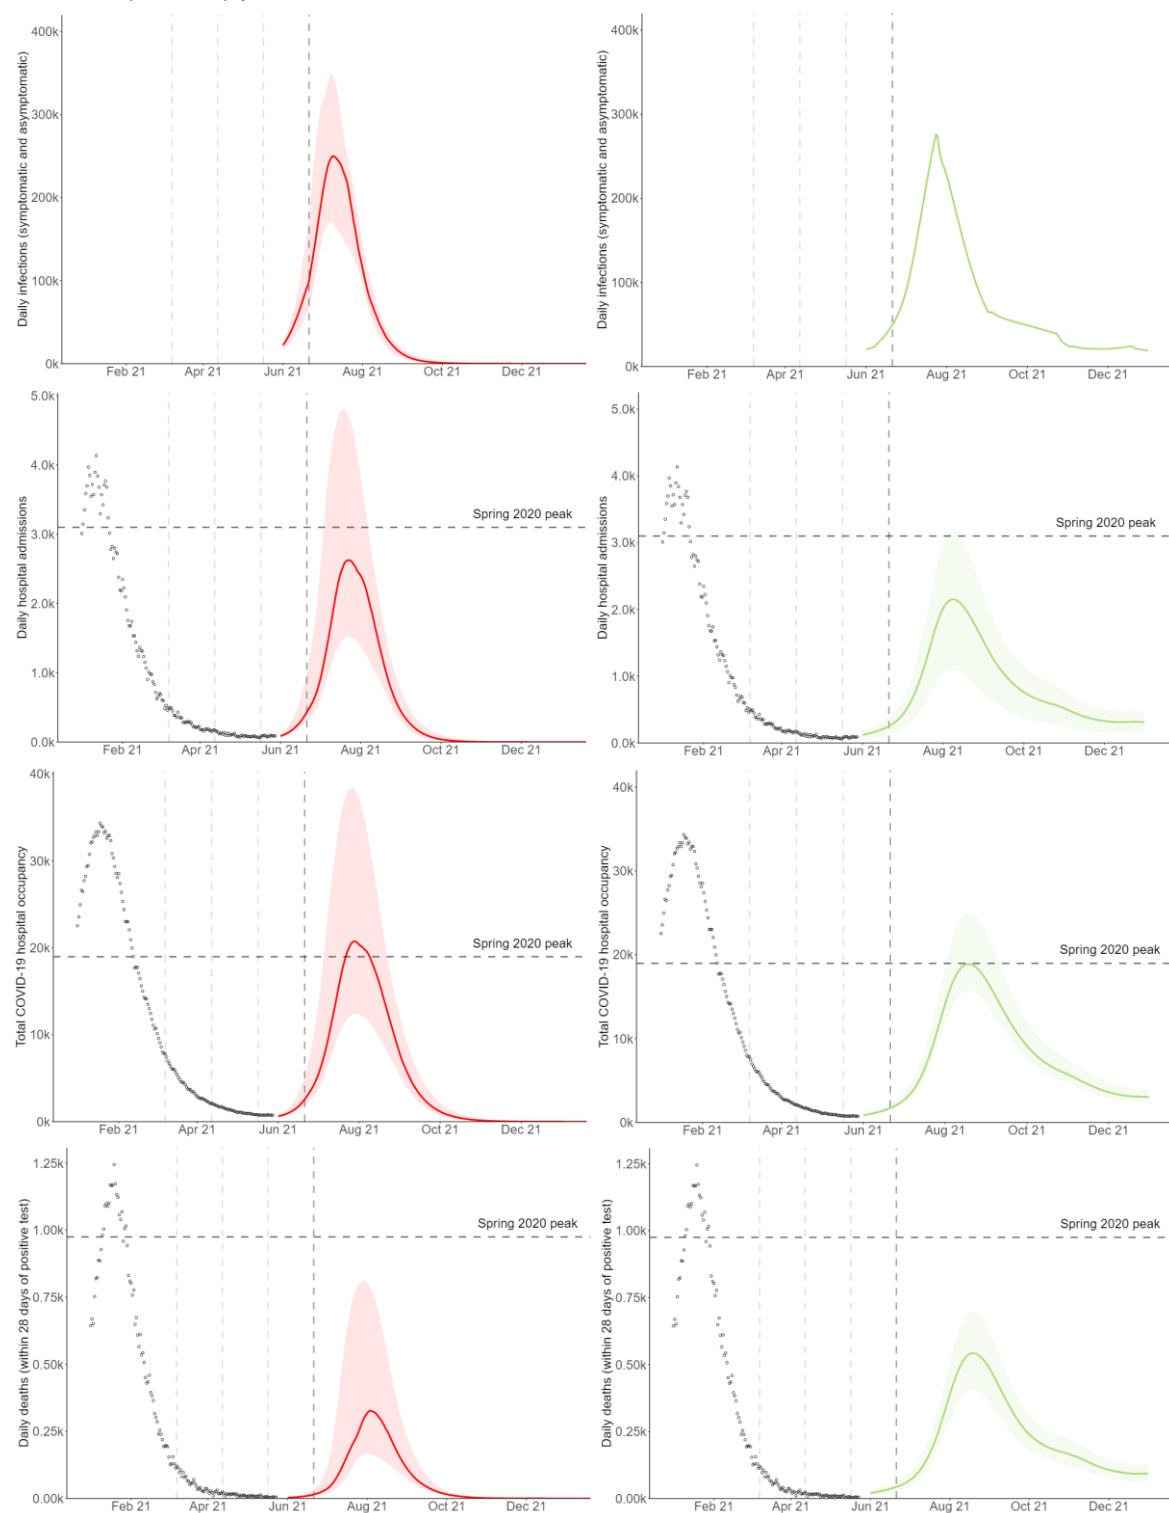 Daily infections (symptomatic and asymptomatic)
400k
300k
200k
100k
0k
Feb 21 Apr 21 Jun 21 Aug 21 Oct 21 Dec 21
Daily infections (symptomatic and asymptomatic)
400k
300k
200k
100k
0k
Feb 21 Apr 21 Jun 21 Aug 21 Oct 21 Dec 21
Daily hospital admissions
5.0k
4.0k
Spring 2020 peak
3.0k
2.0k
1.0k
0.0k
Feb 21 Apr 21 Jun 21 Aug 21 Oct 21 Dec 21
Daily hospital admissions
5.0k
4.0k
Spring 2020 peak
3.0k
2.0k
1.0k
0.0k
Feb 21 Apr 21 Jun 21 Aug 21 Oct 21 Dec 21
Total COVID-19 hospital occupancy
40k
30k
Spring 2020 peak
20k
10k
0k
Feb 21 Apr 21 Jun 21 Aug 21 Oct 21 Dec 21
Total COVID-19 hospital occupancy
40k
30k
Spring 2020 peak
20k
10k
0k
Feb 21 Apr 21 Jun 21 Aug 21 Oct 21 Dec 21
Daily deaths (within 28 days of positive test)
1.25k
Spring 2020 peak
1.00k
0.75k
0.50k
0.25k
0.00k
Feb 21 Apr 21 Jun 21 Aug 21 Oct 21 Dec 21
Daily deaths (within 28 days of positive test)
1.25k
Spring 2020 peak
1.00k
0.75k
0.50k
0.25k
0.00k
Feb 21 Apr 21 Jun 21 Aug 21 Oct 21 Dec 21